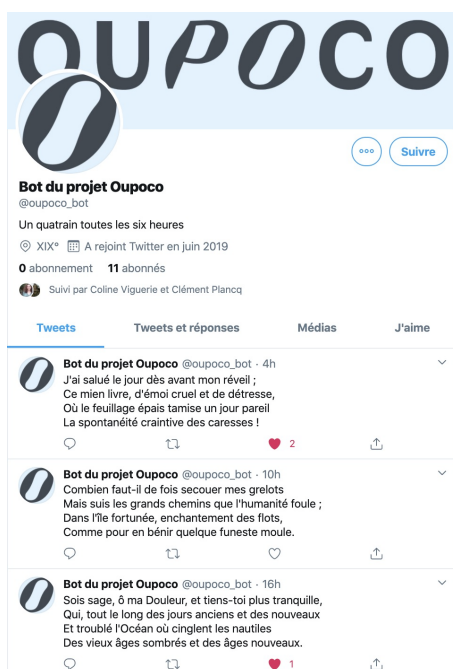 OUPOCO
Suivre
Bot du projet Oupoco
@oupoco_bot
Un quatrain toutes les six heures
XIX° A rejoint Twitter en juin 2019
0 abonnement 11 abonnés
Suivi par Coline Viguerie et Clément Plancq
Tweets Tweets et réponses Médias J'aime
Bot du projet Oupoco @oupoco_bot · 4h
J'ai salué le jour dès avant mon réveil ;
Ce mien livre, d'émoi cruel et de détresse,
Où le feuillage épais tamise un jour pareil
La spontanéité craintive des caresses !
2
Bot du projet Oupoco @oupoco_bot · 10h
Combien faut-il de fois secouer mes grelots
Mais suis les grands chemins que l'humanité foule ;
Dans l'île fortunée, enchantement des flots,
Comme pour en bénir quelque funeste moule.
Bot du projet Oupoco @oupoco_bot · 16h
Sois sage, ô ma Douleur, et tiens-toi plus tranquille,
Qui, tout le long des jours anciens et des nouveaux
Et troublé l'Océan où cinglent les nautiles
Des vieux âges sombrés et des âges nouveaux.
1